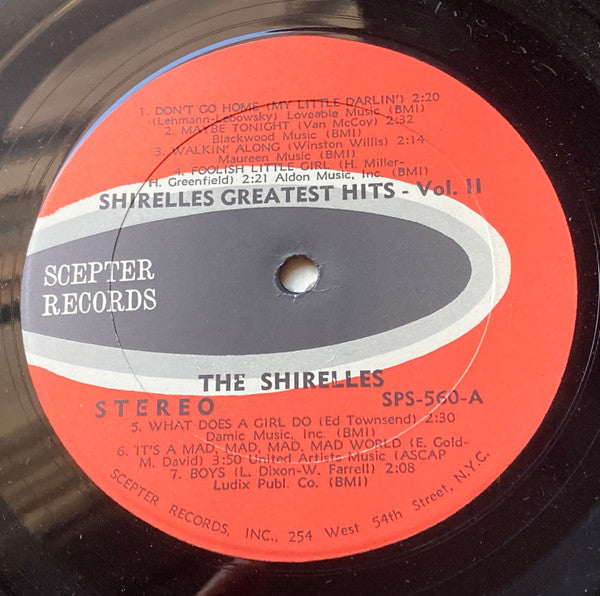 1. DON'T GO HOME (MY LITTLE DARLIN') 2:20
(Lehmann-Lebowsky) Loveable Music (BMI)
2. MAYBE TONIGHT (Van McCoy) 2:32
Blackwood Music (BMI)
3. WALKIN' ALONG (Winston Willis) 2:14
Maureen Music (BMI)
4. FOOLISH LITTLE GIRL (H. Miller-
H. Greenfield) 2:21 Aldon Music, Inc. (BMI)
SHIRELLES GREATEST HITS - Vol. II
SCEPTER
RECORDS
THE SHIRELLES
STEREO SPS-560-A
5. WHAT DOES A GIRL DO (Ed Townsend) 2:30
Damic Music, Inc. (BMI)
6. IT'S A MAD, MAD, MAD, MAD WORLD (E. Gold-
M. David) 3:50 United Artists Music (ASCAP
7. BOYS (L. Dixon-W. Farrell) 2:08
Ludix Publ. Co. (BMI)
SCEPTER RECORDS, INC., 254 West 54th Street, N.Y.C.